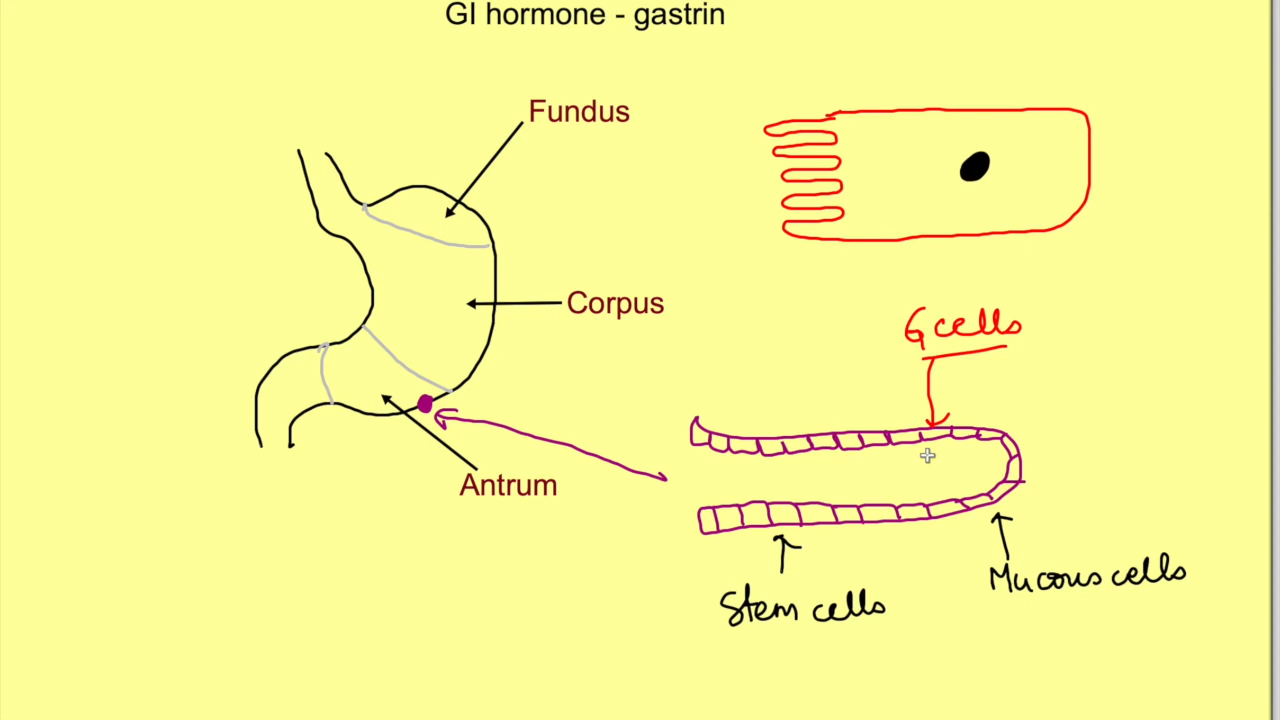 GI hormone - gastrin
Fundus
Corpus
G cells
Antrum
Mucous cells
Stem cells